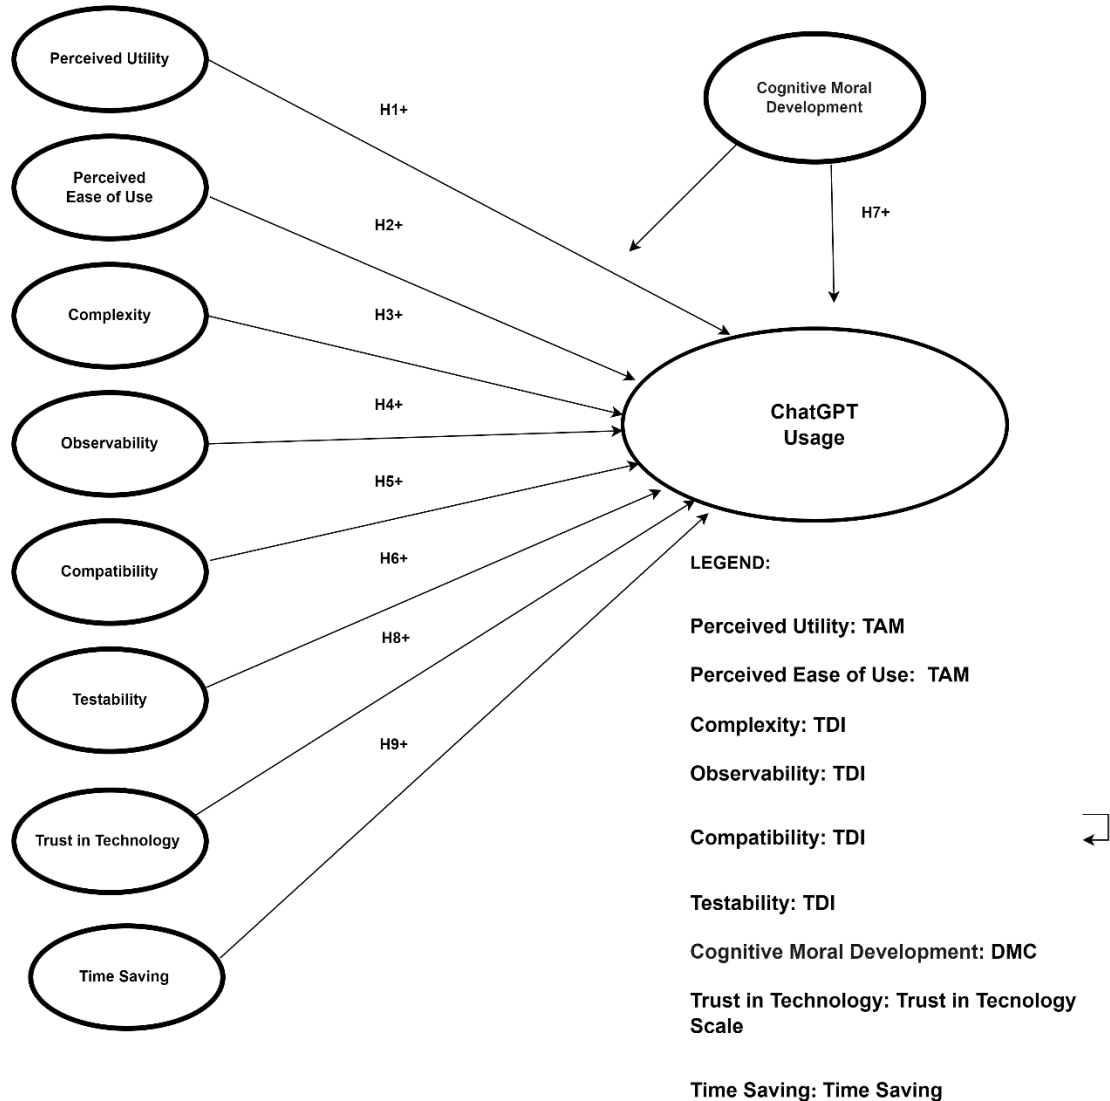 Perceived Utility
Cognitive Moral
Development
H1+
Perceived
Ease of Use
H2+
H7+
Complexity
H3+
Observability
H4+
ChatGPT
Usage
H5+
Compatibility
H6+
Testability
H8+
Trust in Technology
H9+
Time Saving
LEGEND:
Perceived Utility: TAM
Perceived Ease of Use: TAM
Complexity: TDI
Observability: TDI
Compatibility: TDI
Testability: TDI
Cognitive Moral Development: DMC
Trust in Technology: Trust in Tecnology
Scale
Time Saving: Time Saving